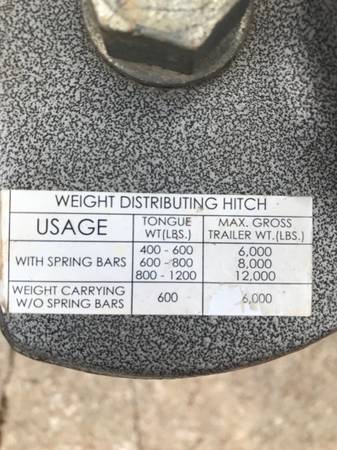 WEIGHT DISTRIBUTING HITCH
USAGE TONGUE WT(LBS.) MAX. GROSS TRAILER WT.(LBS.)
WITH SPRING BARS 400 - 600 6,000
600 - 800 8,000
800 - 1200 12,000
WEIGHT CARRYING W/O SPRING BARS 600 6,000